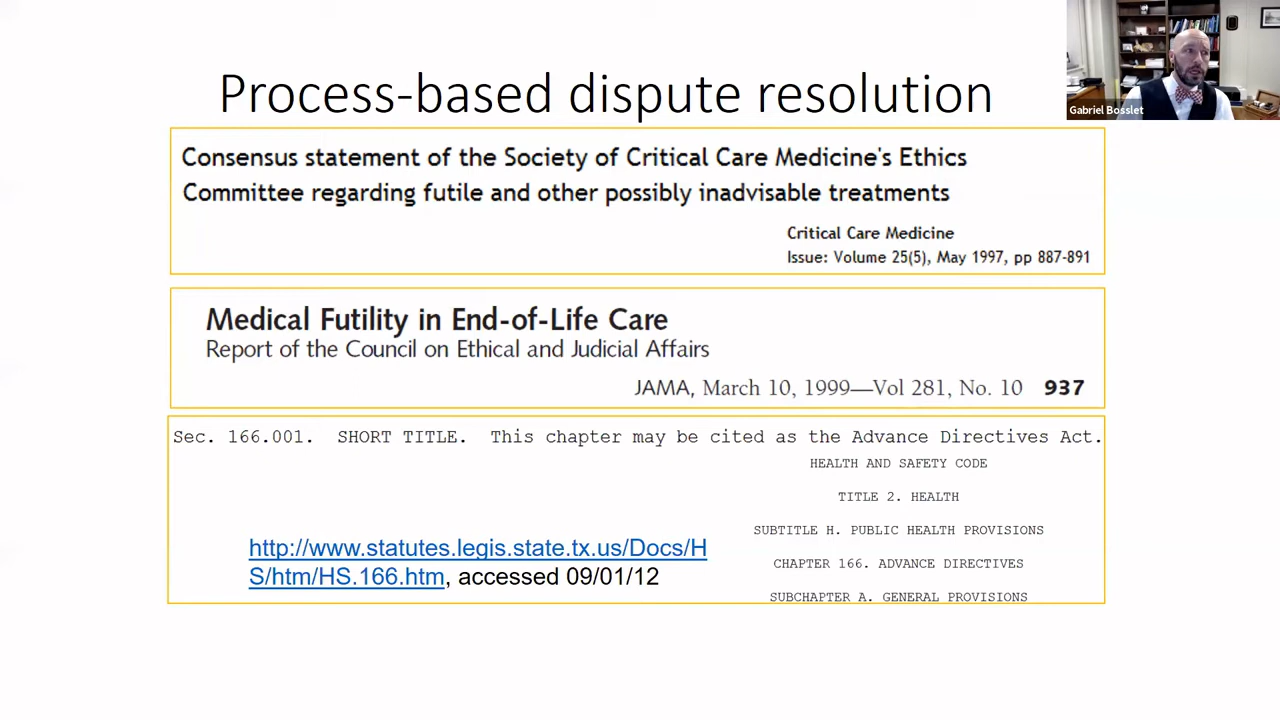 Process-based dispute resolution
Gabriel Bosslet
Consensus statement of the Society of Critical Care Medicine's Ethics
Committee regarding futile and other possibly inadvisable treatments
Critical Care Medicine
Issue: Volume 25(5), May 1997, pp 887-891
Medical Futility in End-of-Life Care
Report of the Council on Ethical and Judicial Affairs
JAMA, March 10, 1999—Vol 281, No. 10 937
Sec. 166.001. SHORT TITLE. This chapter may be cited as the Advance Directives Act.
HEALTH AND SAFETY CODE
TITLE 2. HEALTH
SUBTITLE H. PUBLIC HEALTH PROVISIONS
CHAPTER 166. ADVANCE DIRECTIVES
SUBCHAPTER A. GENERAL PROVISIONS
http://www.statutes.legis.state.tx.us/Docs/H
S/htm/HS.166.htm, accessed 09/01/12